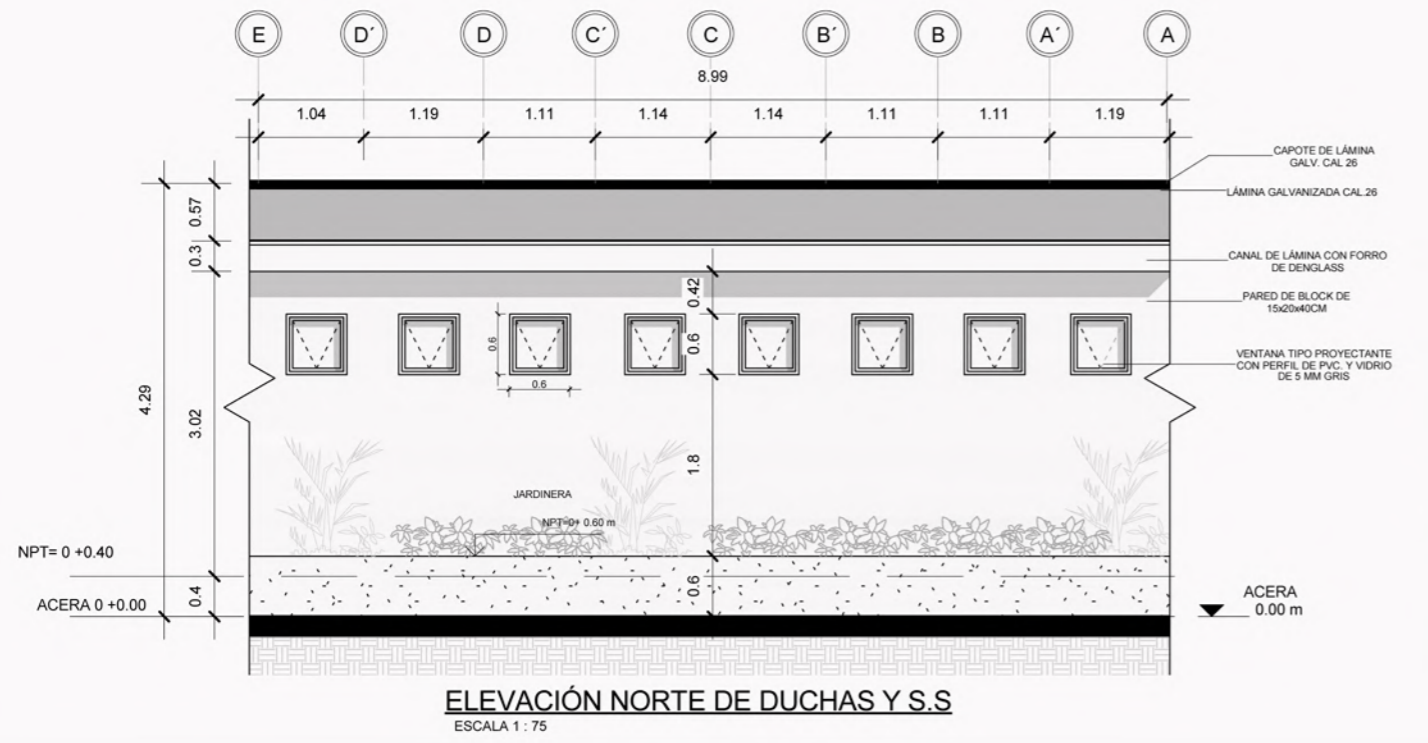 E D´ D C´ C B´ B A´ A
8.99
1.04 1.19 1.11 1.14 1.14 1.11 1.11 1.19
CAPOTE DE LÁMINA
GALV. CAL 26
LÁMINA GALVANIZADA CAL.26
0.57
0.3
CANAL DE LÁMINA CON FORRO
DE DENGLASS
0.42
PARED DE BLOCK DE
15x20x40CM
0.6
0.6
0.6
VENTANA TIPO PROYECTANTE
CON PERFIL DE PVC. Y VIDRIO
DE 5 MM GRIS
4.29
3.02
1.8
JARDINERA
NPT=0+ 0.60 m
NPT= 0 +0.40
0.4
0.6
ACERA 0 +0.00
ACERA
0.00 m
ELEVACIÓN NORTE DE DUCHAS Y S.S
ESCALA 1 : 75